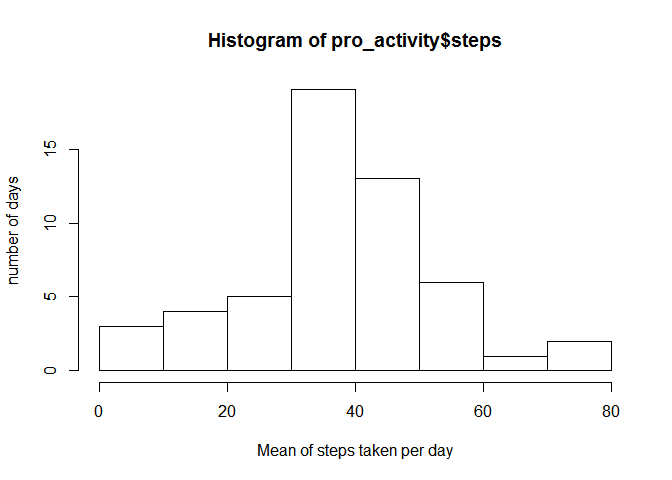 Histogram of pro_activity$steps
number of days
15
10
5
0
0 20 40 60 80
Mean of steps taken per day